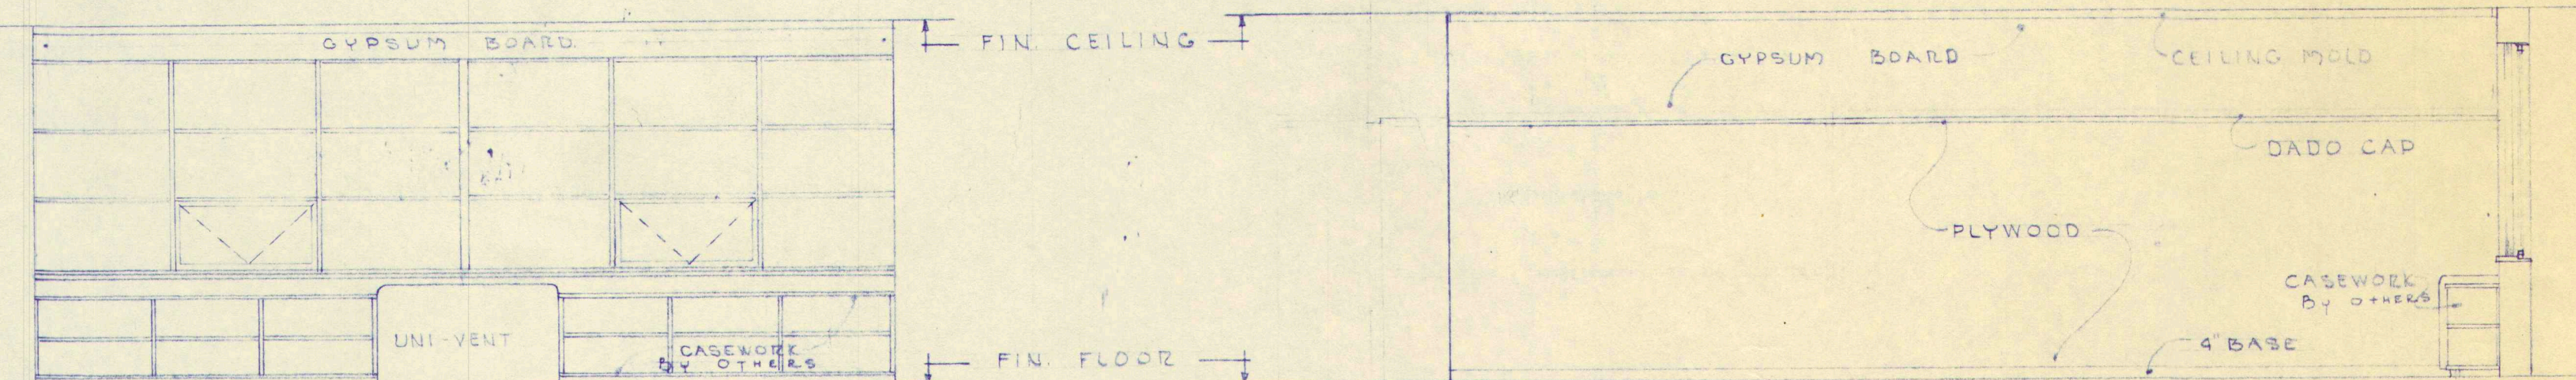 GYPSUM BOARD
FIN. CEILING
GYPSUM BOARD
CEILING MOLD
DADO CAP
PLYWOOD
CASEWORK
BY OTHERS
UNI-VENT
CASEWORK
BY OTHERS
FIN. FLOOR
4" BASE